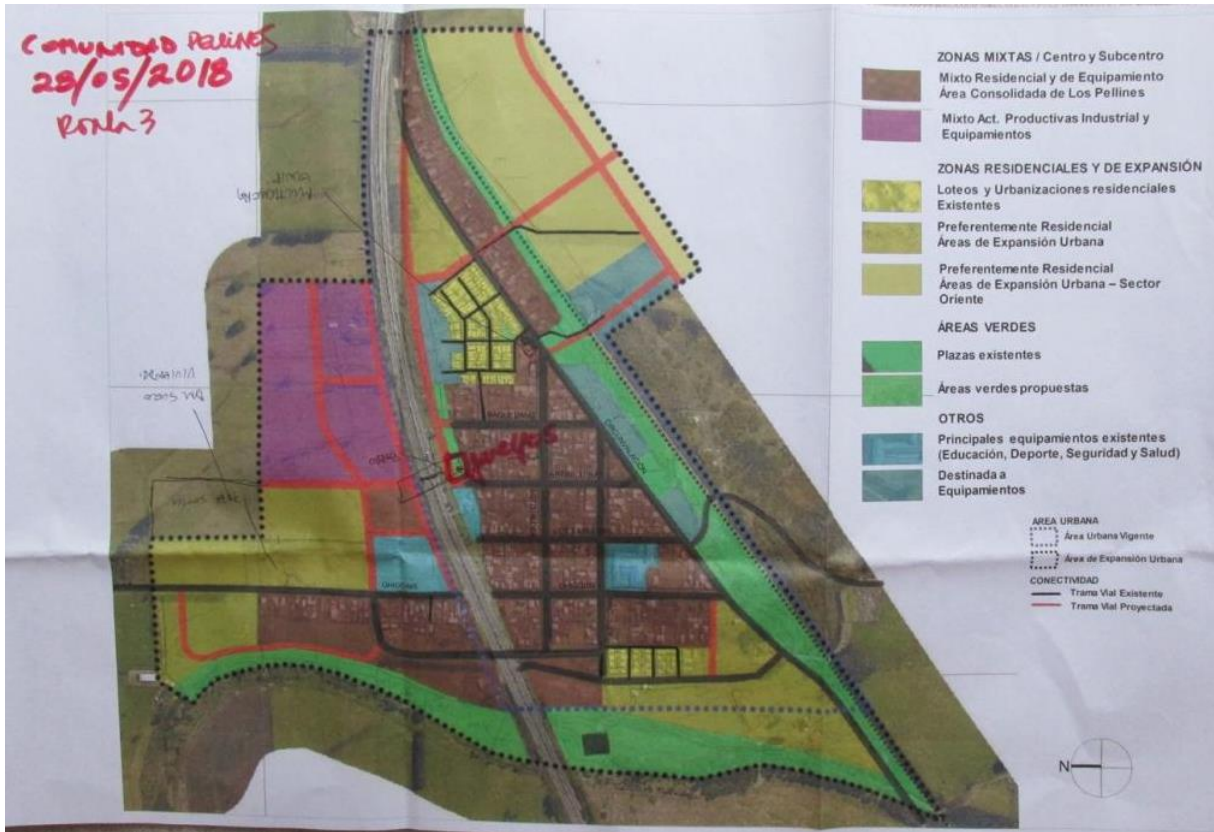 COMUNIDAD PELLINES
28/05/2018
RONDA 3
ZONAS MIXTAS / Centro y Subcentro
Mixto Residencial y de Equipamiento
Área Consolidada de Los Pellines
Mixto Act. Productivas Industrial y
Equipamientos
ZONAS RESIDENCIALES Y DE EXPANSIÓN
Loteos y Urbanizaciones residenciales
Existentes
Preferentemente Residencial
Áreas de Expansión Urbana
Preferentemente Residencial
Áreas de Expansión Urbana – Sector
Oriente
ÁREAS VERDES
Plazas existentes
Áreas verdes propuestas
OTROS
Principales equipamientos existentes
(Educación, Deporte, Seguridad y Salud)
Destinada a
Equipamientos
AREA URBANA
Área Urbana Vigente
Área de Expansión Urbana
CONECTIVIDAD
Trama Vial Existente
Trama Vial Proyectada
CIRCUNVALACIÓN
N